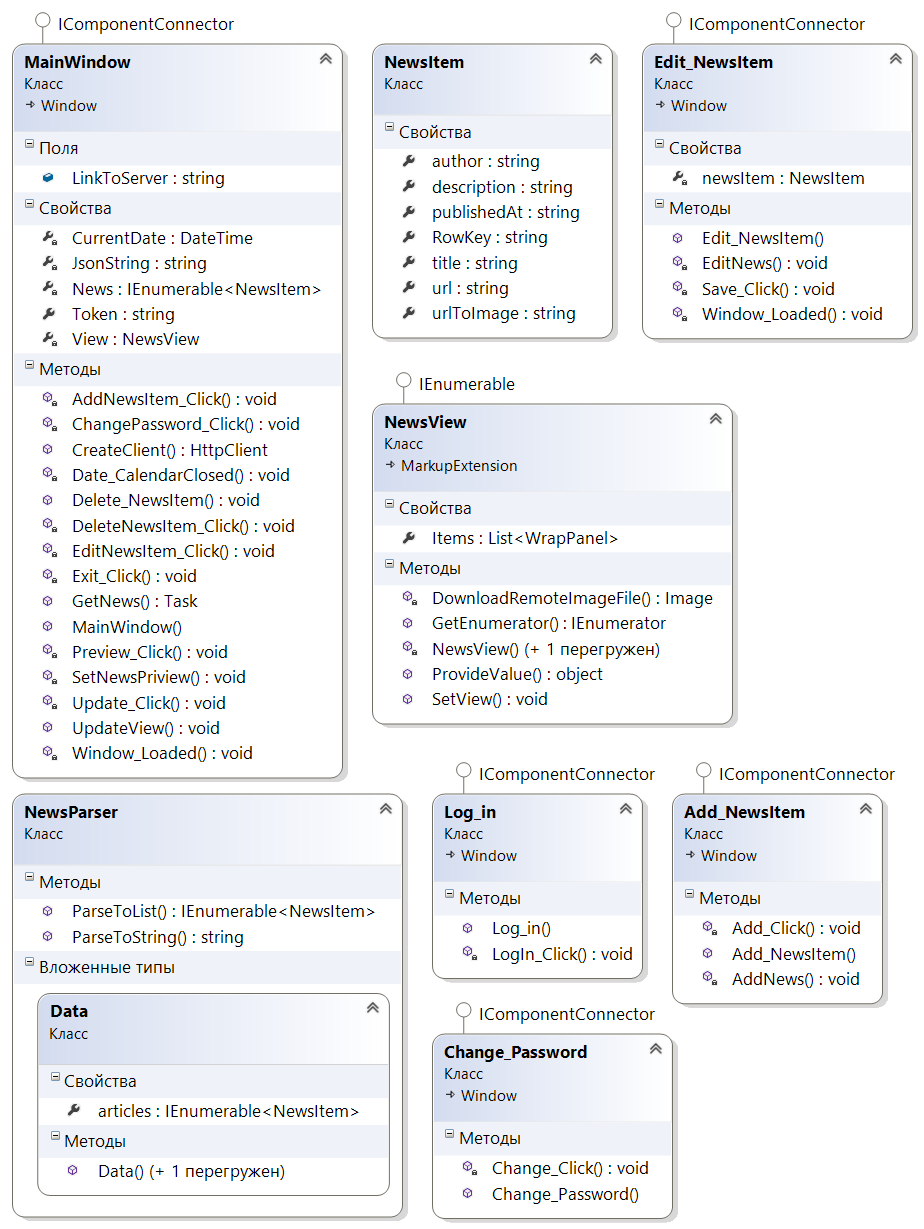 IComponentConnector
MainWindow
Класс
Window
Поля
LinkToServer : string
Свойства
CurrentDate : DateTime
JsonString : string
News : IEnumerable<NewsItem>
Token : string
View : NewsView
Методы
AddNewsItem_Click() : void
ChangePassword_Click() : void
CreateClient() : HttpClient
Date_CalendarClosed() : void
Delete_NewsItem() : void
DeleteNewsItem_Click() : void
EditNewsItem_Click() : void
Exit_Click() : void
GetNews() : Task
MainWindow()
Preview_Click() : void
SetNewsPriview() : void
Update_Click() : void
UpdateView() : void
Window_Loaded() : void
NewsItem
Класс
Свойства
author : string
description : string
publishedAt : string
RowKey : string
title : string
url : string
urlToImage : string
IComponentConnector
Edit_NewsItem
Класс
Window
Свойства
newsItem : NewsItem
Методы
Edit_NewsItem()
EditNews() : void
Save_Click() : void
Window_Loaded() : void
IEnumerable
NewsView
Класс
MarkupExtension
Свойства
Items : List<WrapPanel>
Методы
DownloadRemoteImageFile() : Image
GetEnumerator() : IEnumerator
NewsView() (+ 1 перегружен)
ProvideValue() : object
SetView() : void
NewsParser
Класс
Методы
ParseToList() : IEnumerable<NewsItem>
ParseToString() : string
Вложенные типы
Data
Класс
Свойства
articles : IEnumerable<NewsItem>
Методы
Data() (+ 1 перегружен)
IComponentConnector
Log_in
Класс
Window
Методы
Log_in()
LogIn_Click() : void
IComponentConnector
Add_NewsItem
Класс
Window
Методы
Add_Click() : void
Add_NewsItem()
AddNews() : void
IComponentConnector
Change_Password
Класс
Window
Методы
Change_Click() : void
Change_Password()